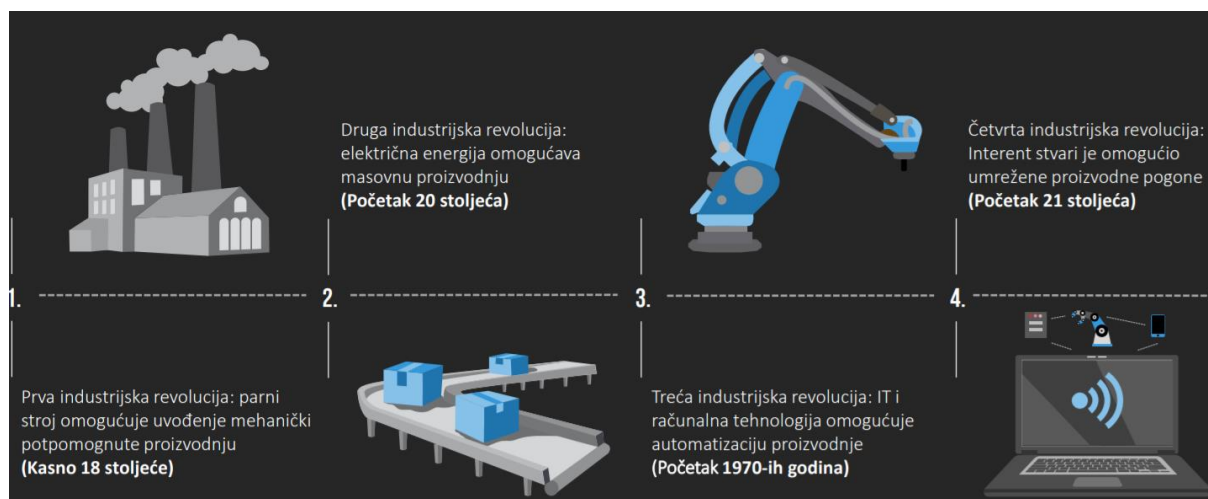 1.
Prva industrijska revolucija: parni
stroj omogućuje uvođenje mehanički
potpomognute proizvodnju
(Kasno 18 stoljeće)
2.
Druga industrijska revolucija:
električna energija omogućava
masovnu proizvodnju
(Početak 20 stoljeća)
3.
Treća industrijska revolucija: IT i
računalna tehnologija omogućuje
automatizaciju proizvodnje
(Početak 1970-ih godina)
4.
Četvrta industrijska revolucija:
Interent stvari je omogućio
umrežene proizvodne pogone
(Početak 21 stoljeća)